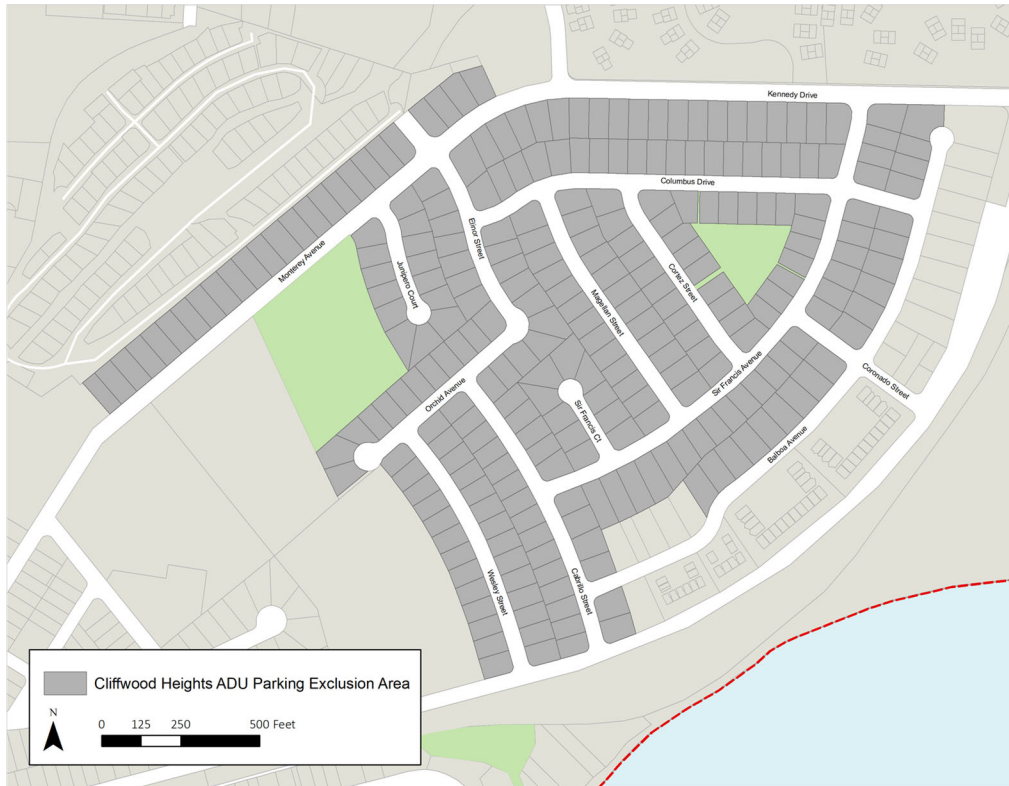 Kennedy Drive
Columbus Drive
Elinor Street
Monterey Avenue
Junipero Court
Cortez Street
Magellan Street
Sir Francis Avenue
Coronado Street
Orchid Avenue
Sir Francis Ct
Balboa Avenue
Wesley Street
Cabrillo Street
Cliffwood Heights ADU Parking Exclusion Area
N
0 125 250 500 Feet